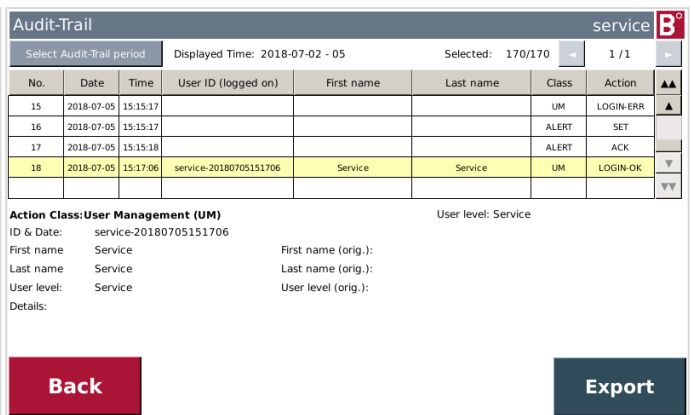 Audit-Trail service B°
Select Audit-Trail period Displayed Time: 2018-07-02 - 05 Selected: 170/170 1 /1
No. Date Time User ID (logged on) First name Last name Class Action
15 2018-07-05 15:15:17 UM LOGIN-ERR
16 2018-07-05 15:15:17 ALERT SET
17 2018-07-05 15:15:18 ALERT ACK
18 2018-07-05 15:17:06 service-20180705151706 Service Service UM LOGIN-OK
Action Class:User Management (UM) User level: Service
ID & Date: service-20180705151706
First name Service First name (orig.):
Last name Service Last name (orig.):
User level: Service User level (orig.):
Details:
Back Export